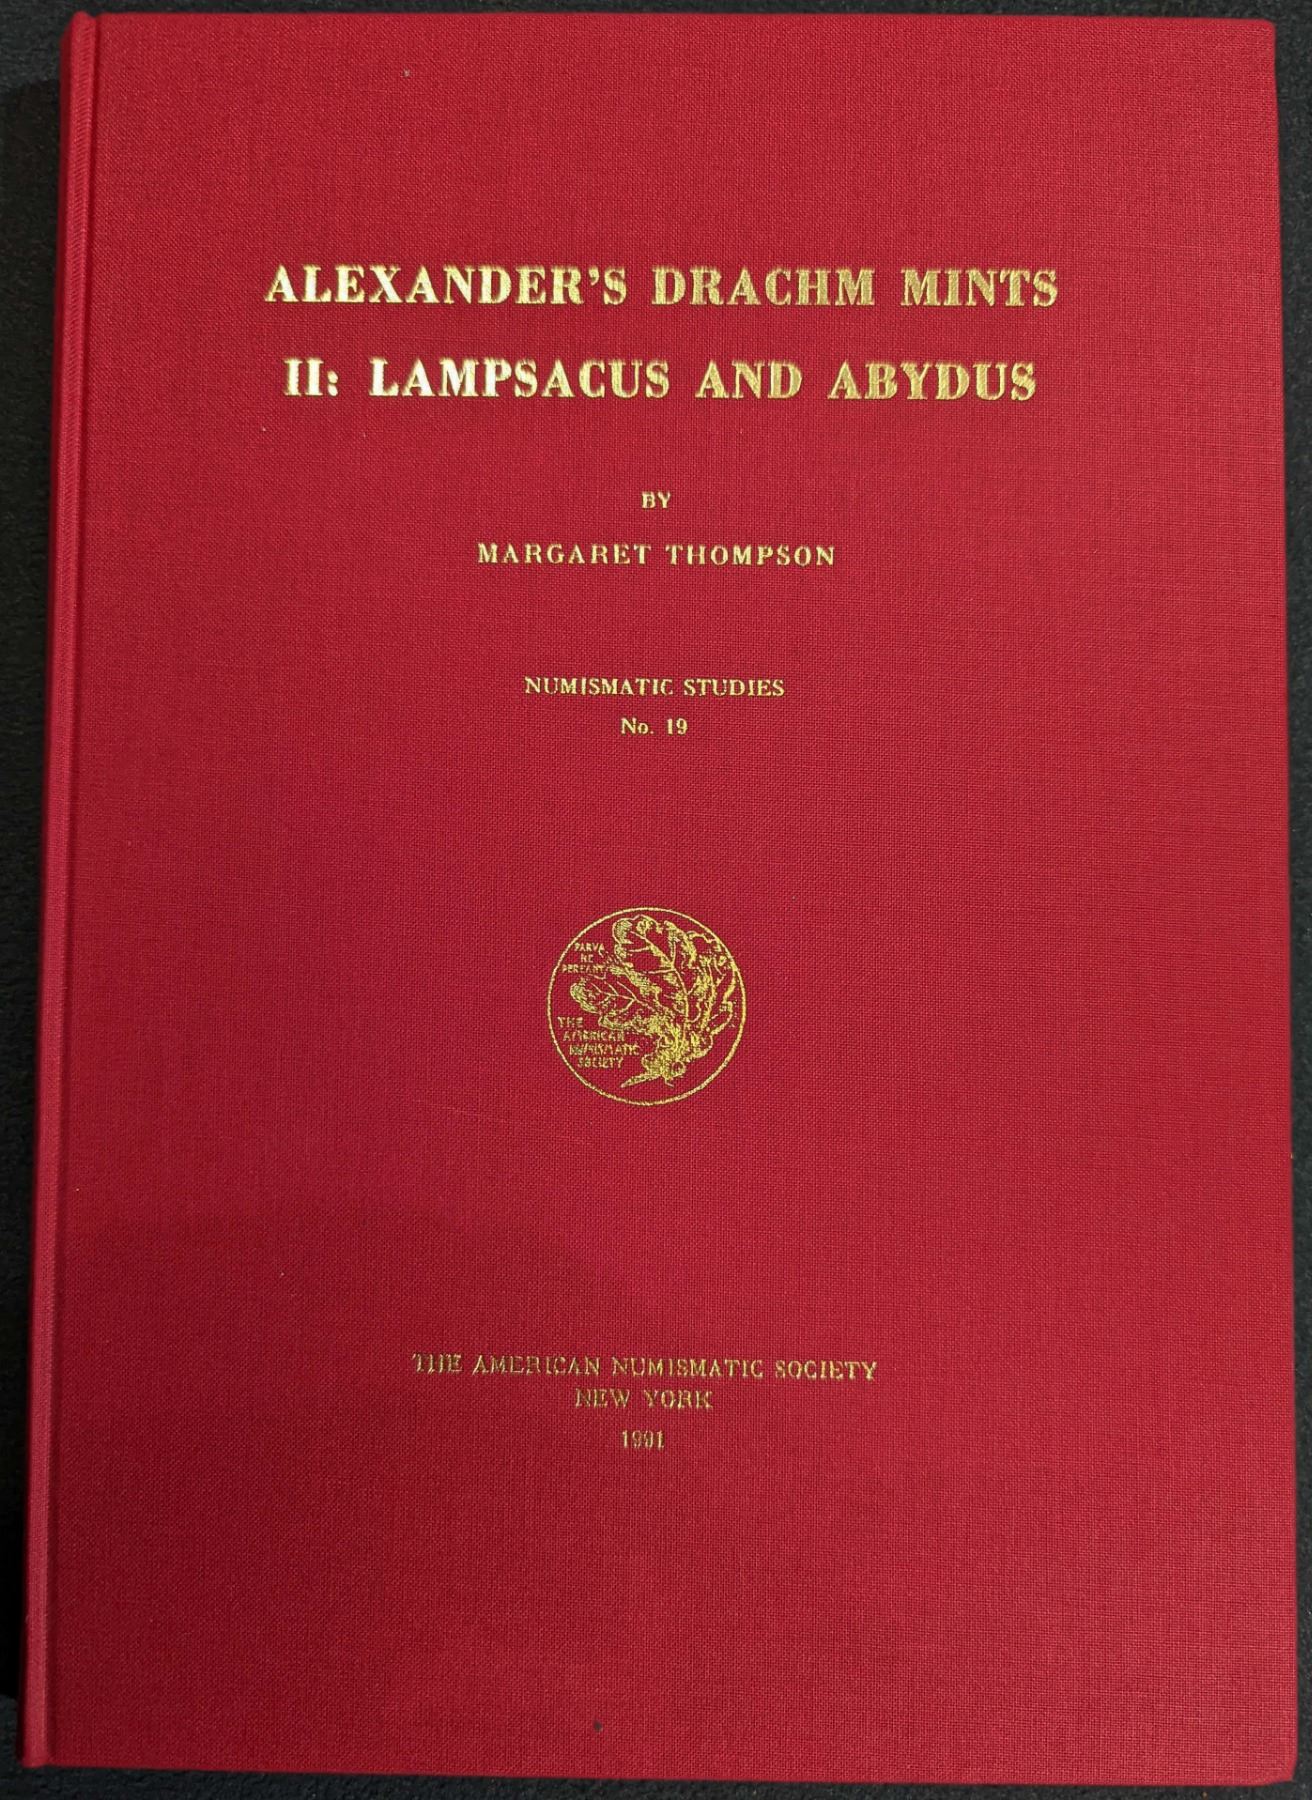 ALEXANDER'S DRACHM MINTS
II: LAMPSACUS AND ABYDUS
BY
MARGARET THOMPSON
NUMISMATIC STUDIES
No. 19
PARVA
NE
PEREANT
THE
AMERICAN
NUMISMATIC
SOCIETY
THE AMERICAN NUMISMATIC SOCIETY
NEW YORK
1991